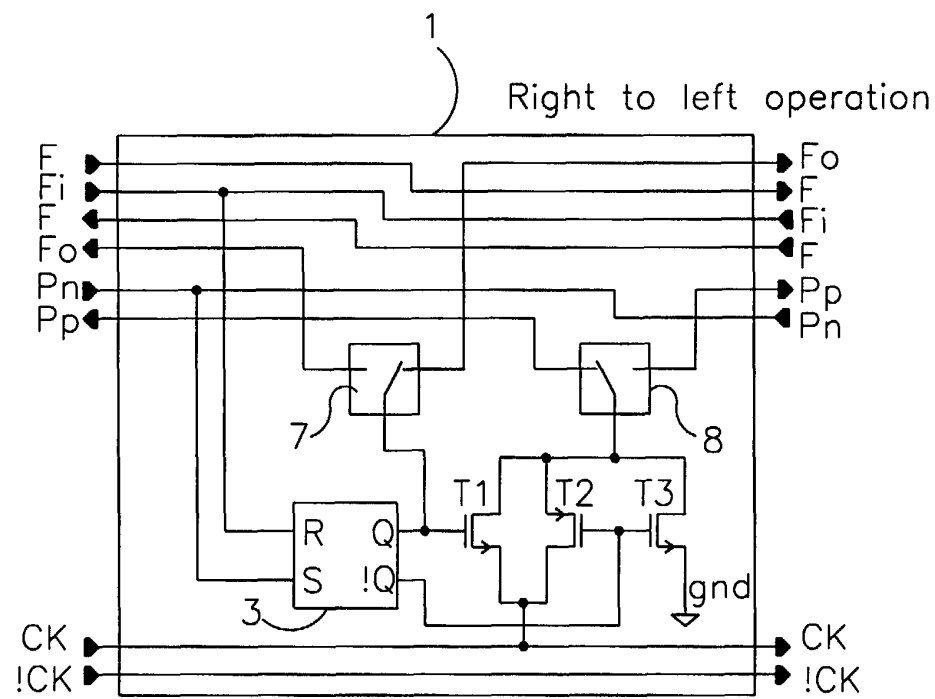 1
Right to left operation
F Fo
Fi F
F Fi
Fo F
Pn Pp
Pp Pn
7 8
T1 T2 T3
R Q
S !Q
gnd
3
CK CK
!CK !CK